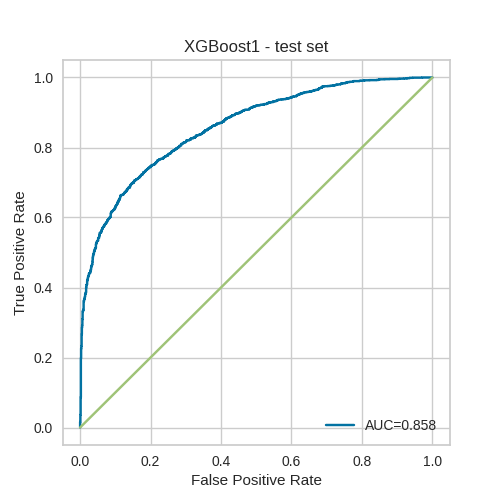 XGBoost1 - test set
1.0
0.8
0.6
0.4
0.2
0.0
True Positive Rate
AUC=0.858
0.0 0.2 0.4 0.6 0.8 1.0
False Positive Rate